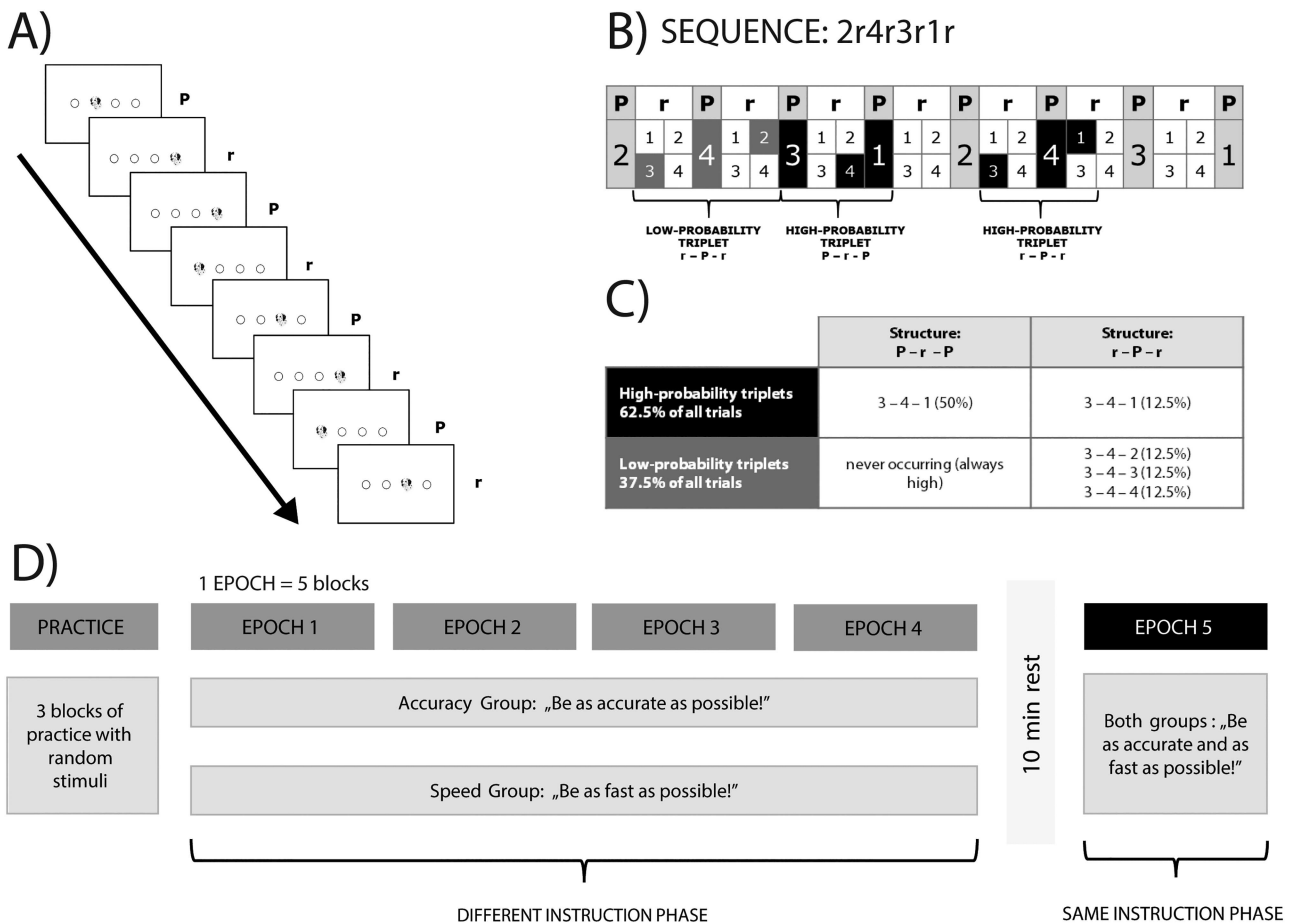 A)
P
r
P
r
P
r
P
r
B) SEQUENCE: 2r4r3r1r
P r P r P r P r P r P r P r P
2 1 2 4 1 2 3 1 2 1 1 2 2 1 2 4 1 2 3 1 2 1
3 4 3 4 3 4 3 4 3 4 3 4 3 4
LOW-PROBABILITY
TRIPLET
r – P - r
HIGH-PROBABILITY
TRIPLET
P – r - P
HIGH-PROBABILITY
TRIPLET
r – P - r
C)
Structure:
P – r – P
Structure:
r – P – r
High-probability triplets
62.5% of all trials
3 – 4 – 1 (50%)
3 – 4 – 1 (12.5%)
Low-probability triplets
37.5% of all trials
never occurring (always
high)
3 – 4 – 2 (12.5%)
3 – 4 – 3 (12.5%)
3 – 4 – 4 (12.5%)
D)
1 EPOCH = 5 blocks
PRACTICE
EPOCH 1
EPOCH 2
EPOCH 3
EPOCH 4
10 min rest
EPOCH 5
3 blocks of
practice with
random
stimuli
Accuracy Group: „Be as accurate as possible!”
Speed Group: „Be as fast as possible!”
Both groups : „Be
as accurate and as
fast as possible!”
DIFFERENT INSTRUCTION PHASE
SAME INSTRUCTION PHASE